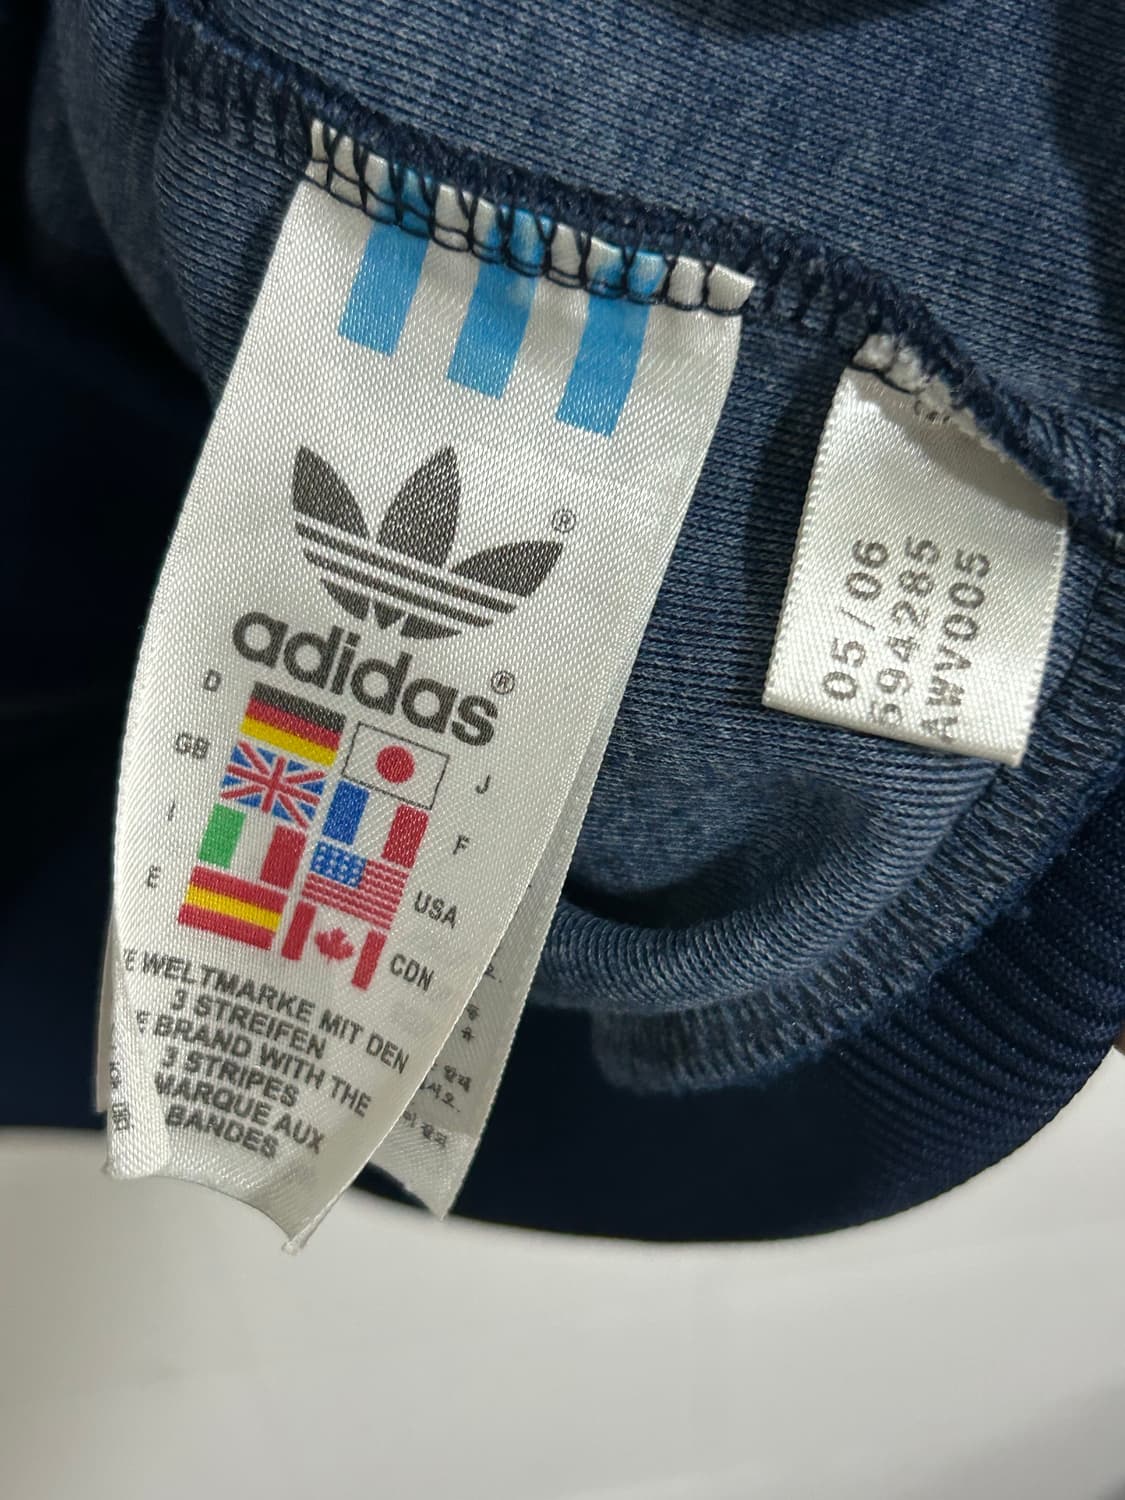 ®
adidas®
D
J
GB
F
I
USA
E
CDN
WELTMARKE MIT DEN
3 STREIFEN
BRAND WITH THE
3 STRIPES
MARQUE AUX
BANDES
05/06
594285
AWV005